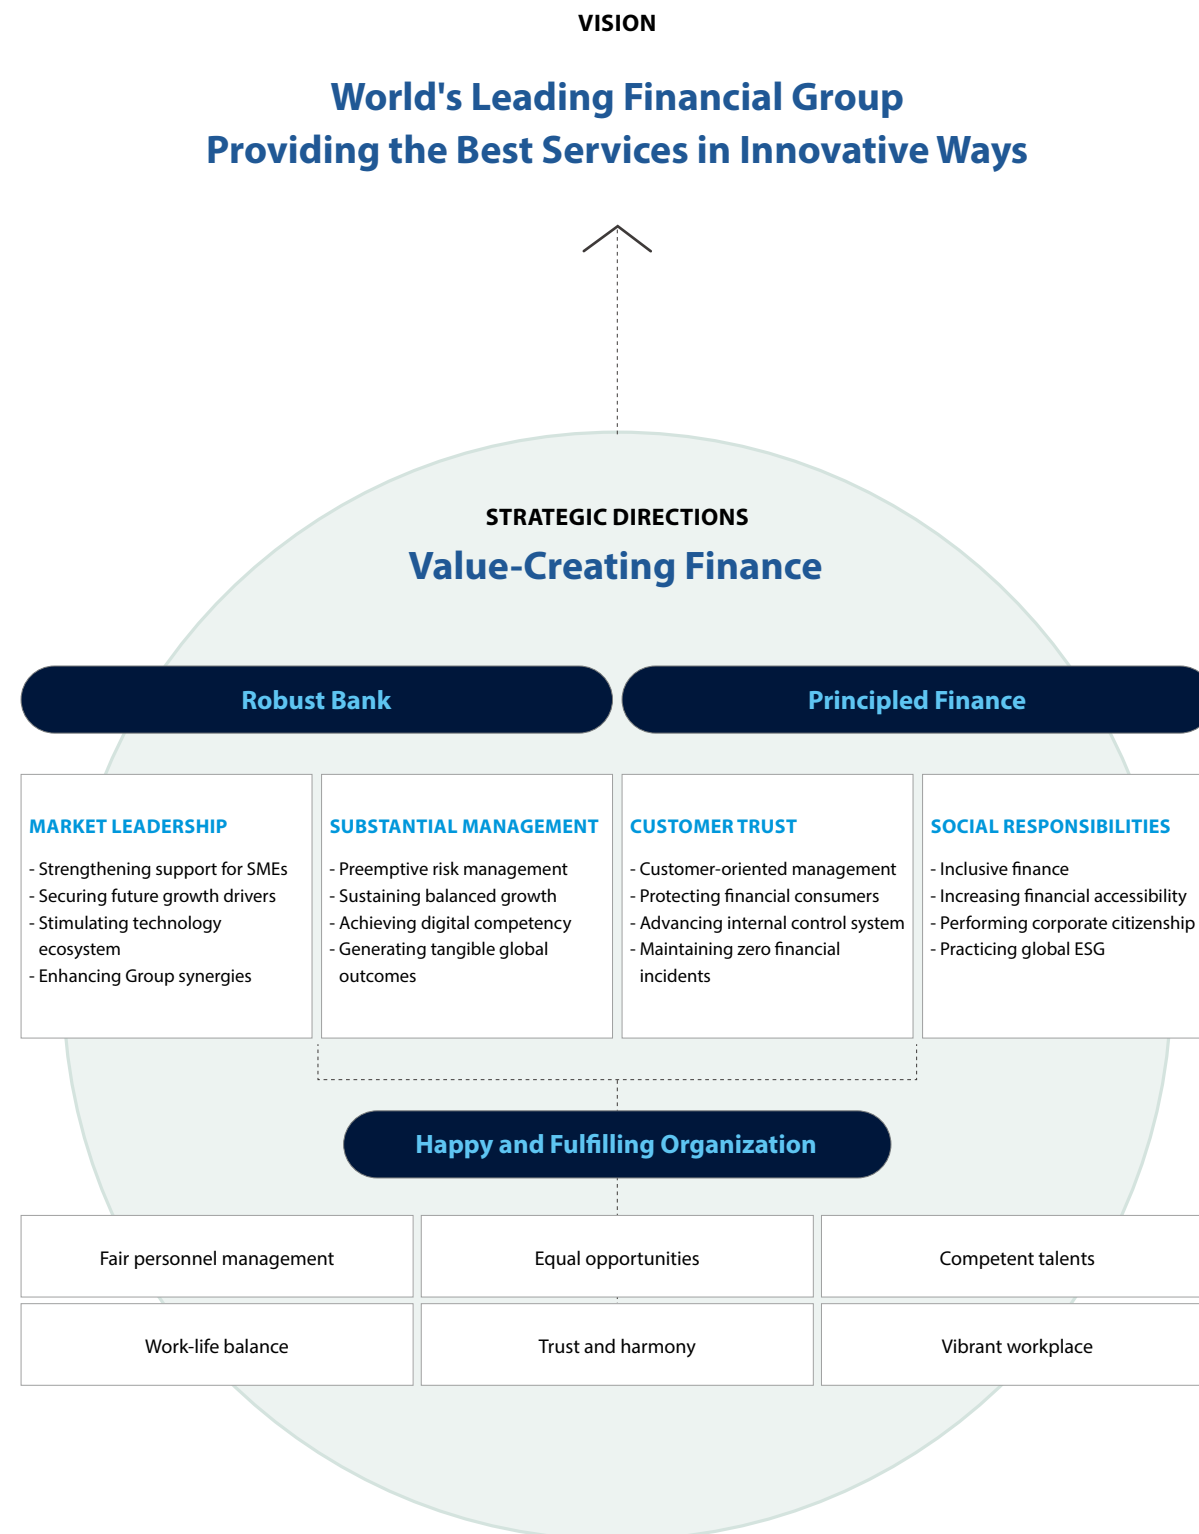 VISION
World's Leading Financial Group
Providing the Best Services in Innovative Ways
STRATEGIC DIRECTIONS
Value-Creating Finance
Robust Bank
Principled Finance
MARKET LEADERSHIP
- Strengthening support for SMEs
- Securing future growth drivers
- Stimulating technology
ecosystem
- Enhancing Group synergies
SUBSTANTIAL MANAGEMENT
- Preemptive risk management
- Sustaining balanced growth
- Achieving digital competency
- Generating tangible global
outcomes
CUSTOMER TRUST
- Customer-oriented management
- Protecting financial consumers
- Advancing internal control system
- Maintaining zero financial
incidents
SOCIAL RESPONSIBILITIES
- Inclusive finance
- Increasing financial accessibility
- Performing corporate citizenship
- Practicing global ESG
Happy and Fulfilling Organization
Fair personnel management
Equal opportunities
Competent talents
Work-life balance
Trust and harmony
Vibrant workplace